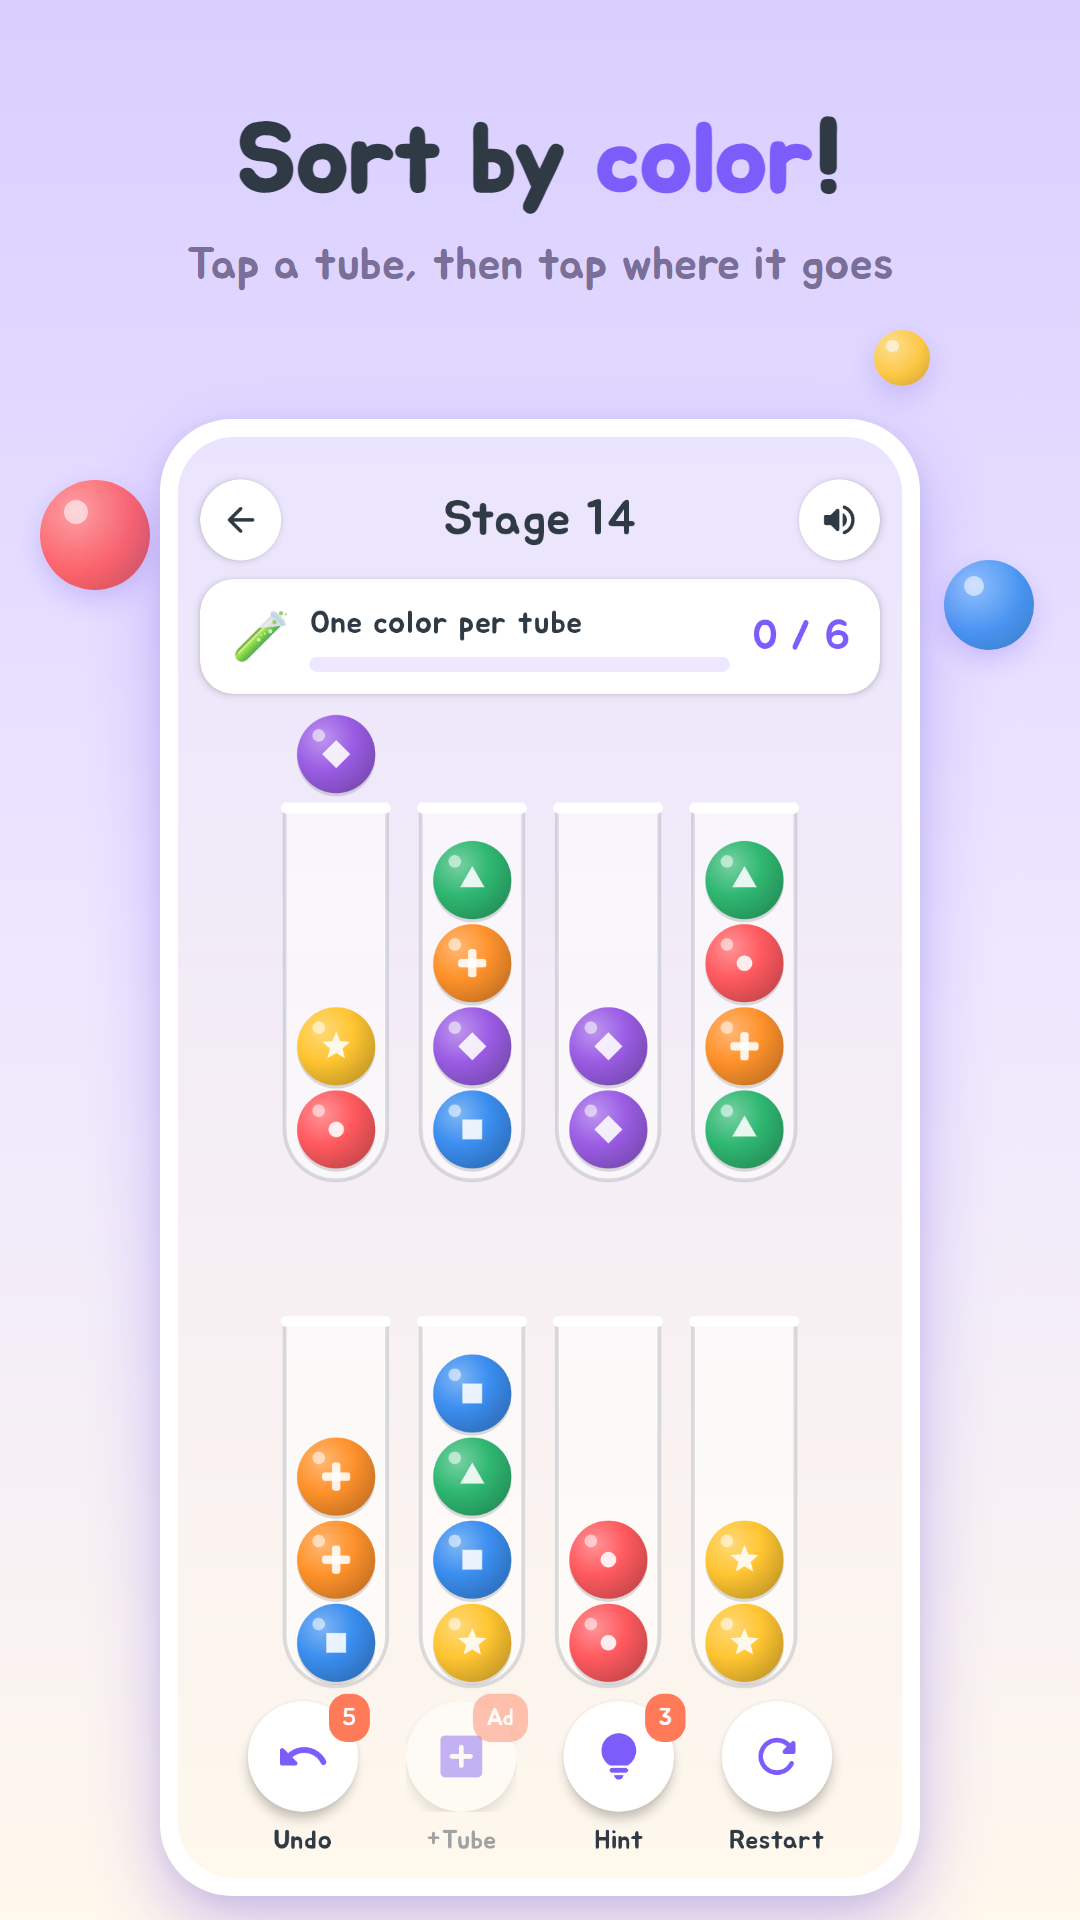 Sort by color!
Tap a tube, then tap where it goes
Stage 14
One color per tube
0 / 6
5
Ad
3
Undo
+Tube
Hint
Restart